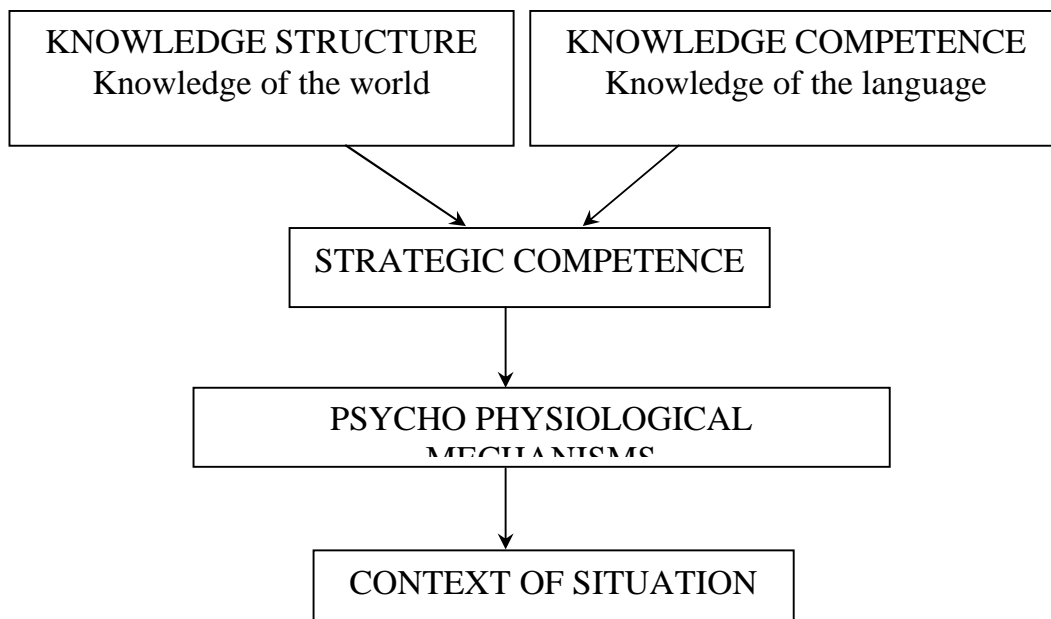 KNOWLEDGE STRUCTURE
Knowledge of the world
KNOWLEDGE COMPETENCE
Knowledge of the language
STRATEGIC COMPETENCE
PSYCHO PHYSIOLOGICAL
MECHANISMS
CONTEXT OF SITUATION